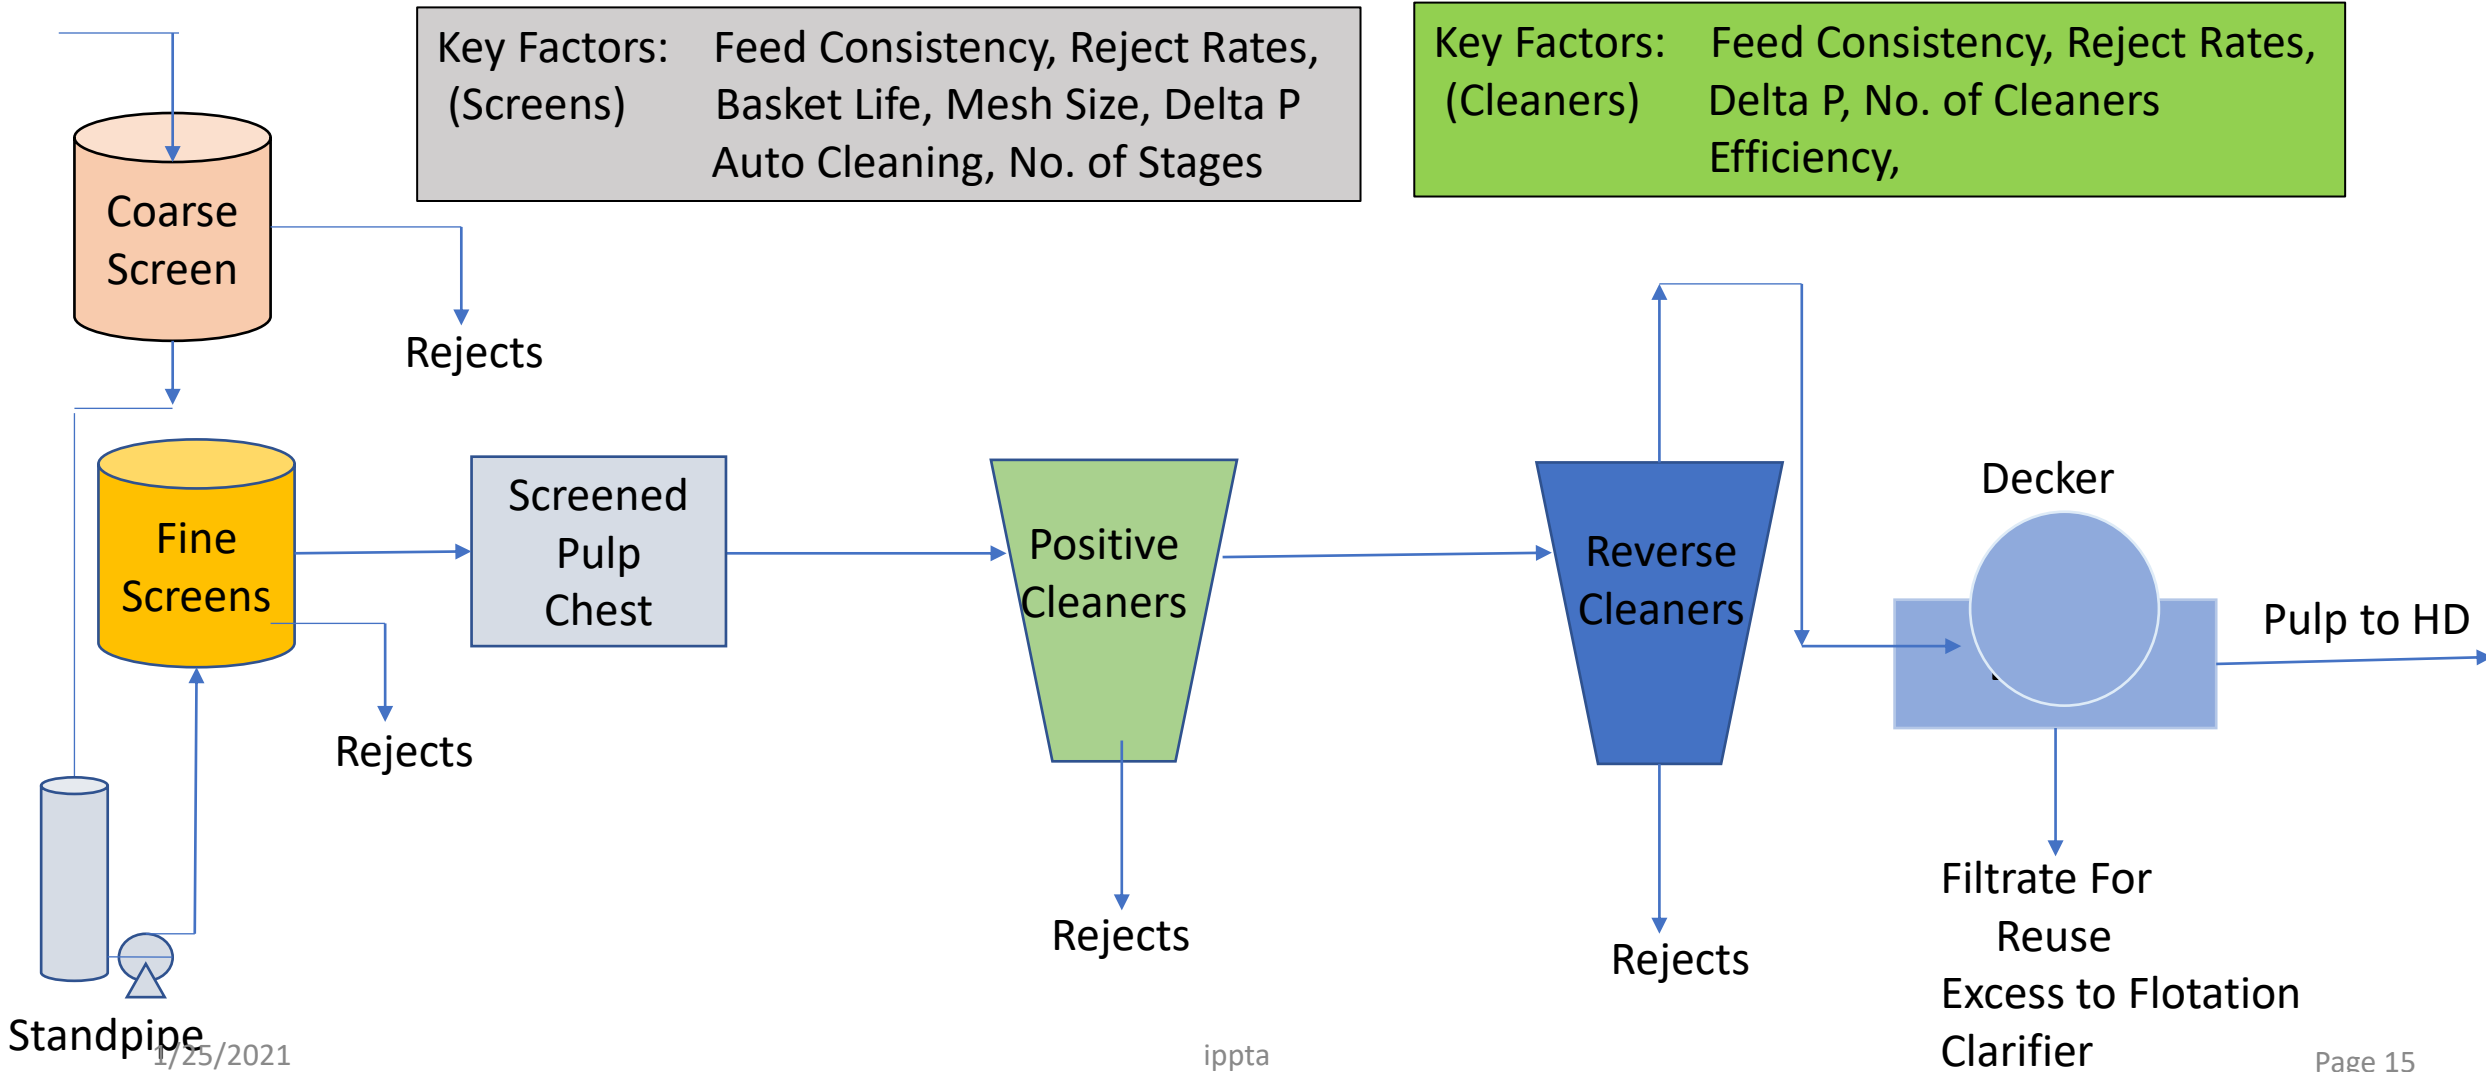 Key Factors: Feed Consistency, Reject Rates,
(Screens) Basket Life, Mesh Size, Delta P
Auto Cleaning, No. of Stages
Key Factors: Feed Consistency, Reject Rates,
(Cleaners) Delta P, No. of Cleaners
Efficiency,
Coarse
Screen
Rejects
Fine
Screens
Rejects
Screened
Pulp
Chest
Positive
Cleaners
Rejects
Reverse
Cleaners
Rejects
Decker
Pulp to HD
Filtrate For
Reuse
Excess to Flotation
Clarifier
Standpipe
1/25/2021
ippta
Page 15